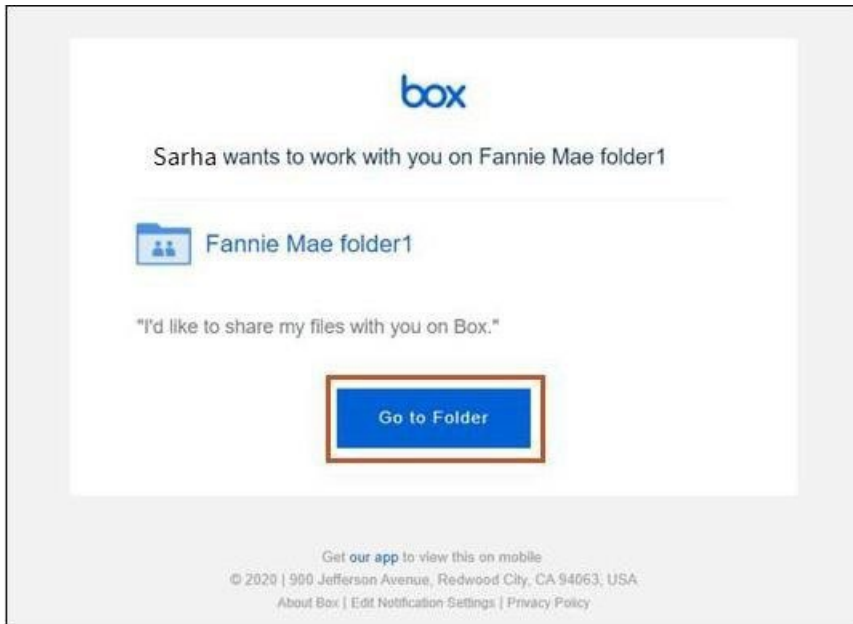 box
Sarha wants to work with you on Fannie Mae folder1
Fannie Mae folder1
"I'd like to share my files with you on Box."
Go to Folder
Get our app to view this on mobile
© 2020 | 900 Jefferson Avenue, Redwood City, CA 94063, USA
About Box | Edit Notification Settings | Privacy Policy